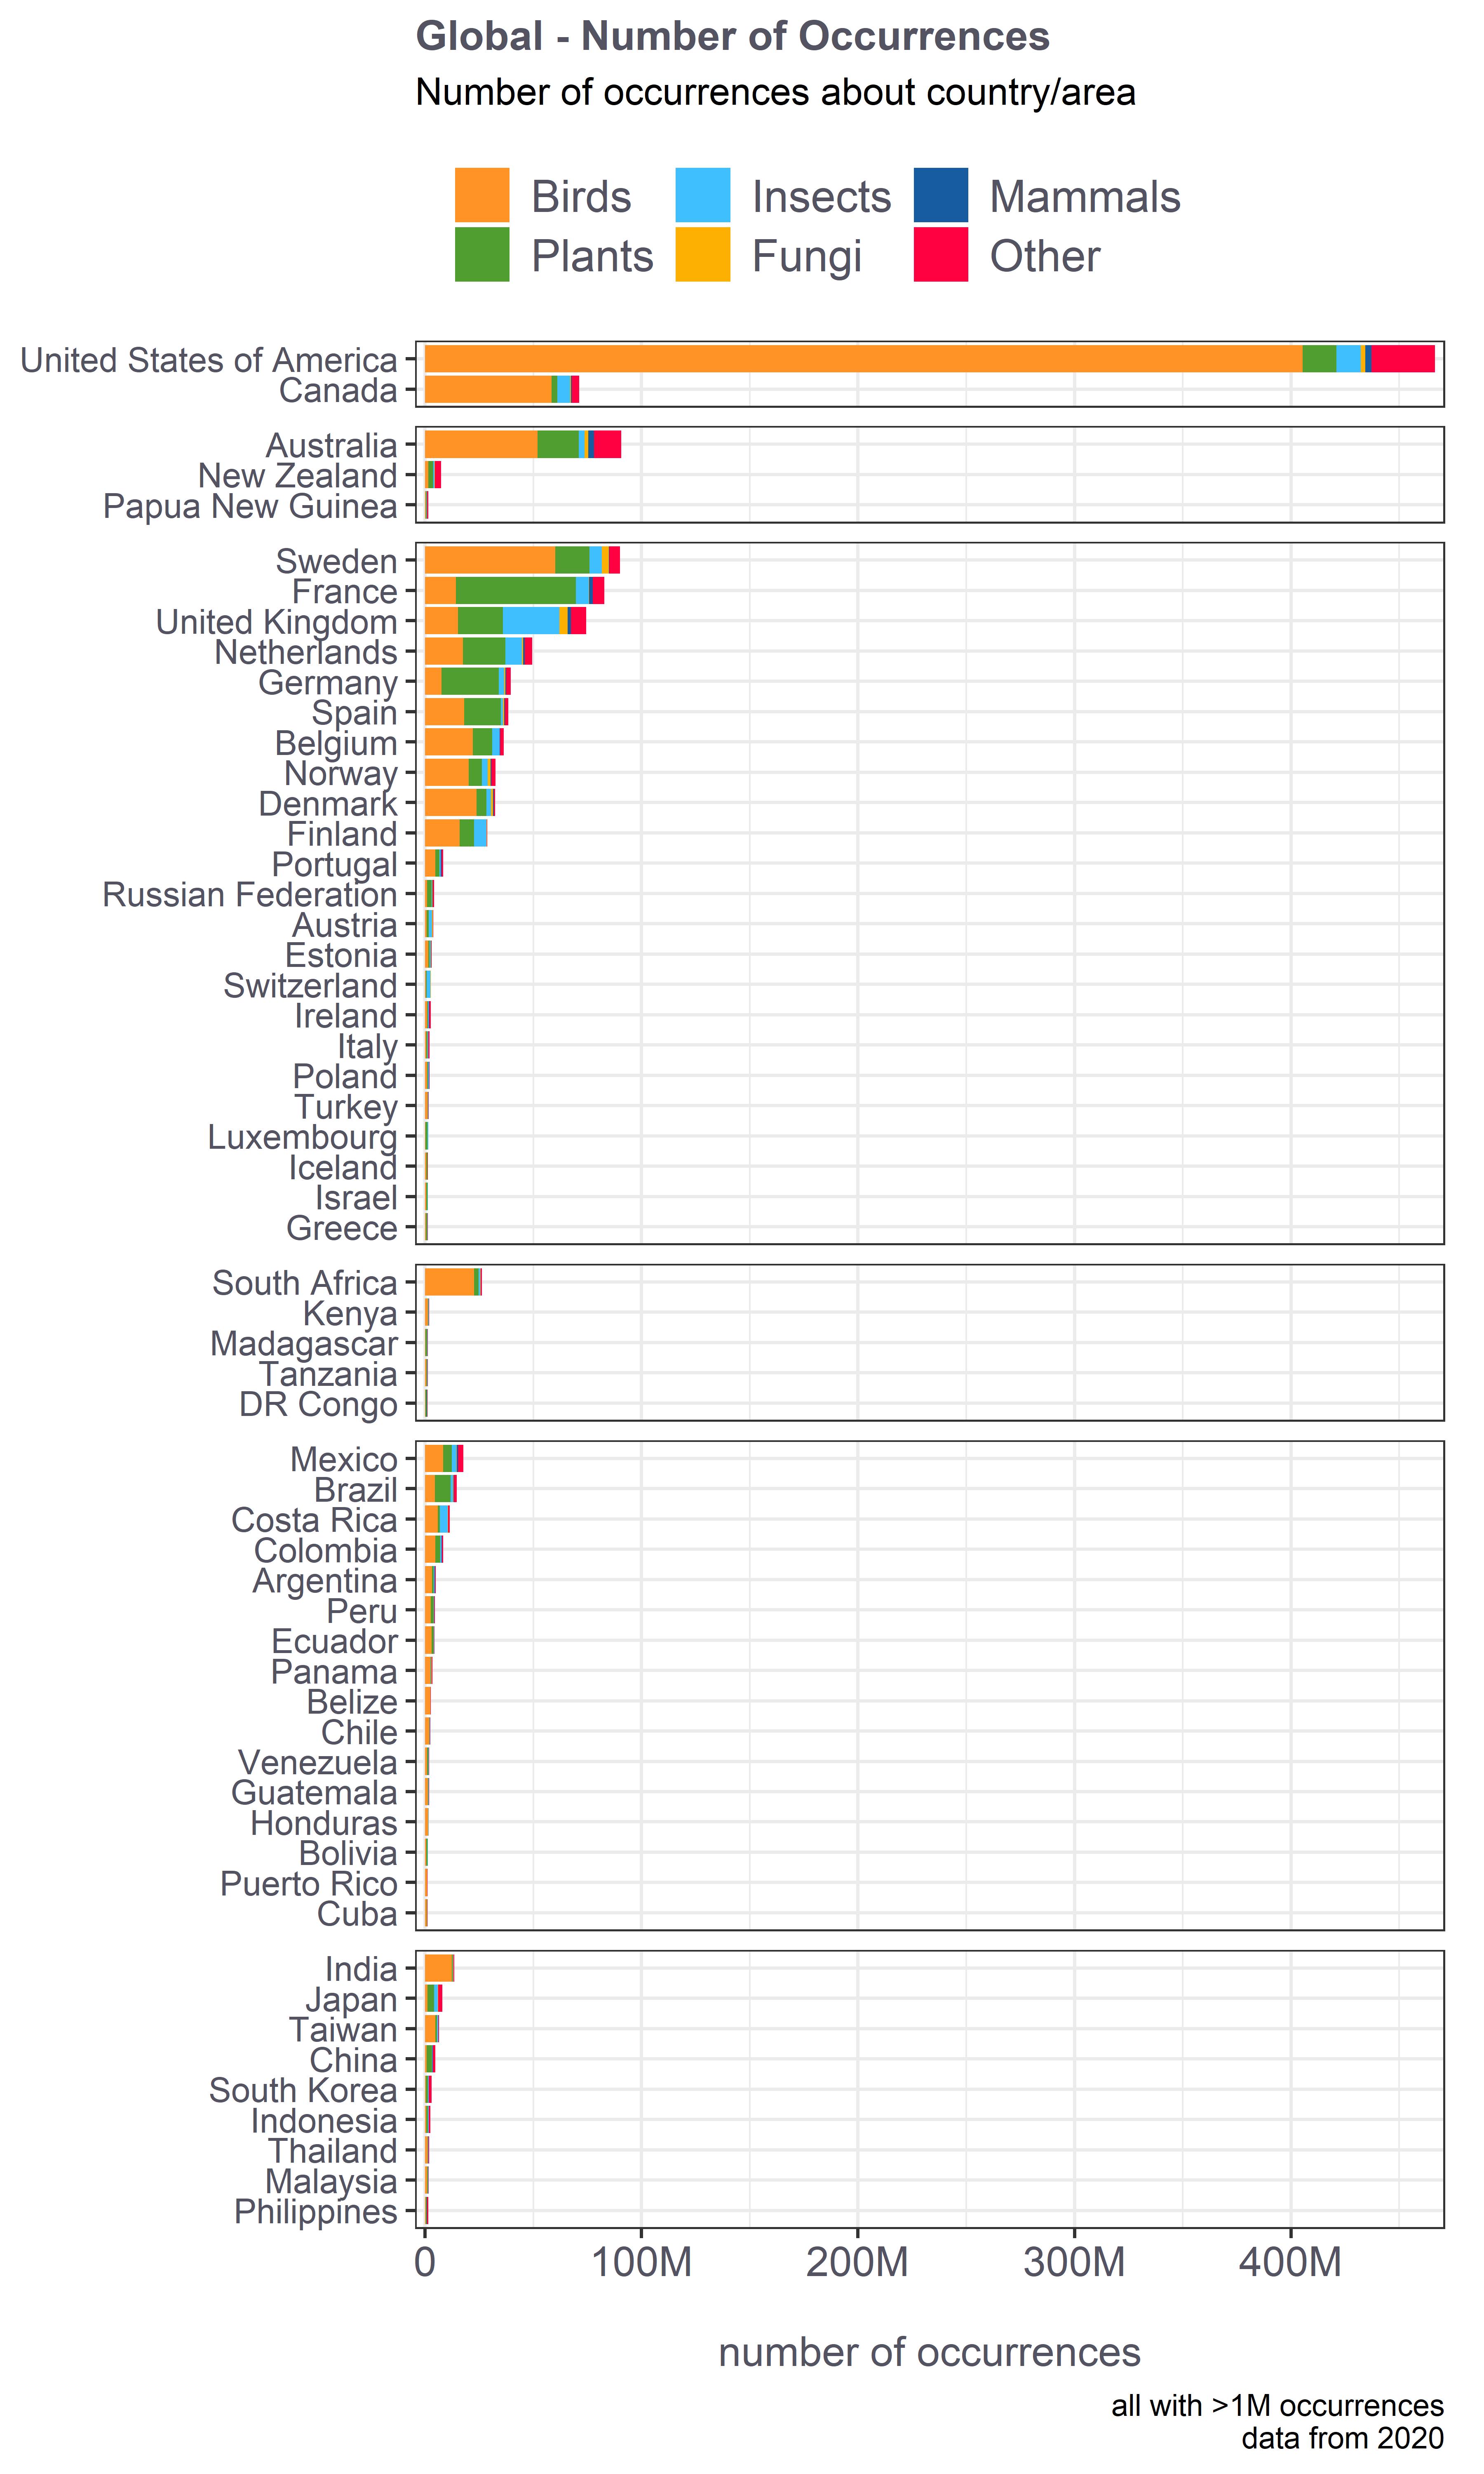 Global - Number of Occurrences
Number of occurrences about country/area
Birds Insects Mammals
Plants Fungi Other
United States of America
Canada
Australia
New Zealand
Papua New Guinea
Sweden
France
United Kingdom
Netherlands
Germany
Spain
Belgium
Norway
Denmark
Finland
Portugal
Russian Federation
Austria
Estonia
Switzerland
Ireland
Italy
Poland
Turkey
Luxembourg
Iceland
Israel
Greece
South Africa
Kenya
Madagascar
Tanzania
DR Congo
Mexico
Brazil
Costa Rica
Colombia
Argentina
Peru
Ecuador
Panama
Belize
Chile
Venezuela
Guatemala
Honduras
Bolivia
Puerto Rico
Cuba
India
Japan
Taiwan
China
South Korea
Indonesia
Thailand
Malaysia
Philippines
0 100M 200M 300M 400M
number of occurrences
all with >1M occurrences
data from 2020